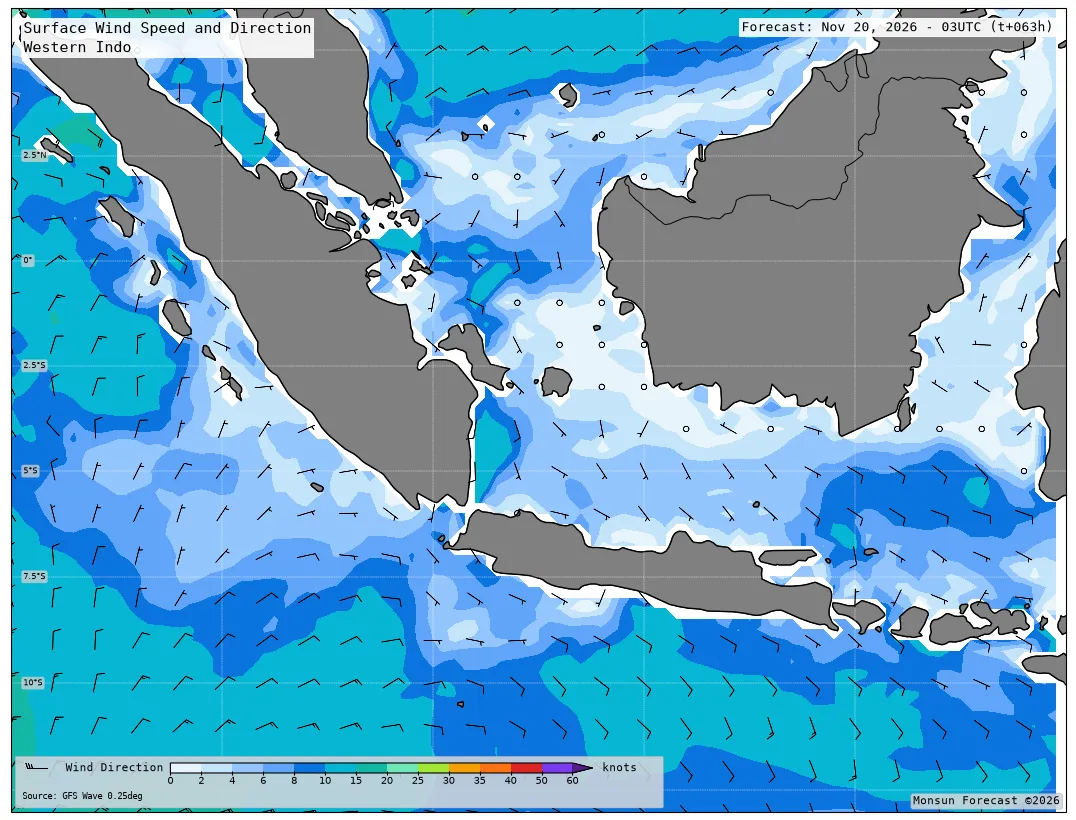 Surface Wind Speed and Direction
Western Indo
Forecast: Nov 20, 2026 - 03UTC (t+063h)
2.5°N
0°
2.5°S
5°S
7.5°S
10°S
Wind Direction
0 2 4 6 8 10 15 20 25 30 35 40 50 60
knots
Source: GFS Wave 0.25deg
Monsun Forecast ©2026